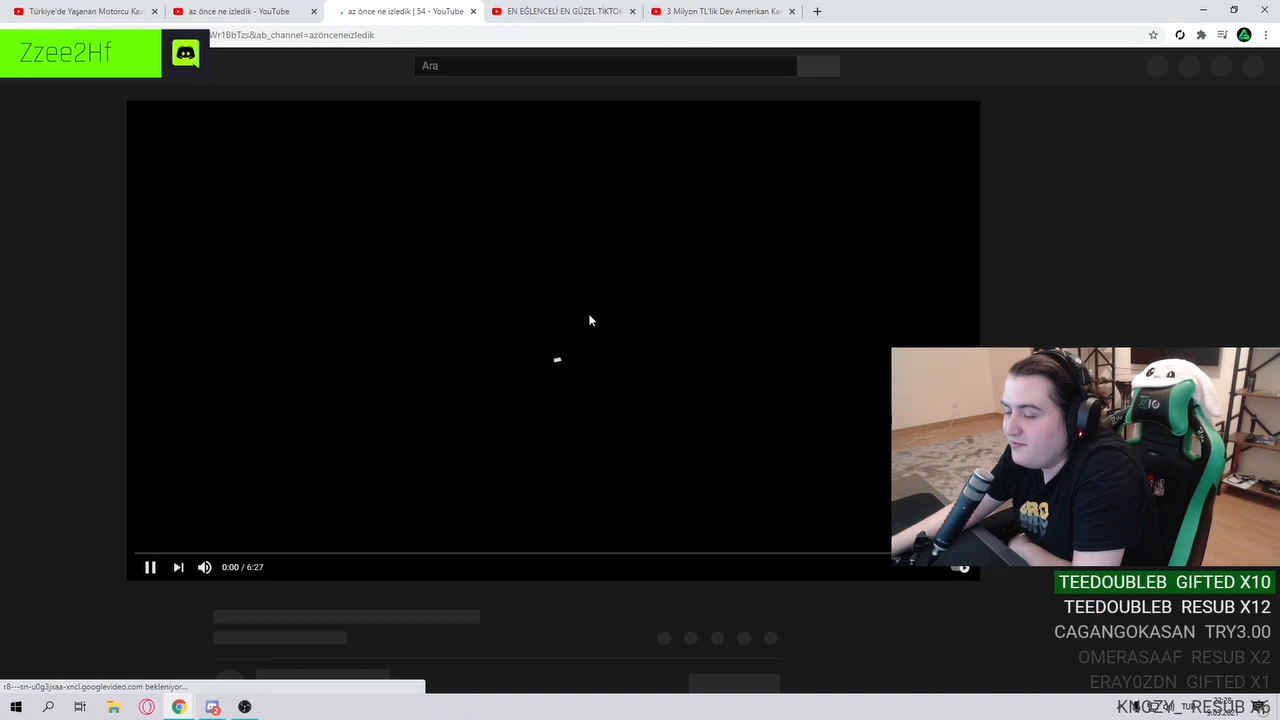 Türkiye'de Yaşanan Motorcu Kav
az önce ne izledik - YouTube
az önce ne izledik | 54 - YouTube
EN EĞLENCELİ EN GÜZEL TİKTOK
3 Milyon TL'lik Dev Amerikan Ka
Wr1BbTzs&ab_channel=azönceneizledik
Zzee2Hf
Ara
ZIO
0:00 / 6:27
TEEDOUBLEB GIFTED X10
TEEDOUBLEB RESUB X12
CAGANGOKASAN TRY3.00
OMERASAAF RESUB X2
ERAY0ZDN GIFTED X1
r8---sn-u0g3jxaa-xncl.googlevideo.com bekleniyor...
RESUB